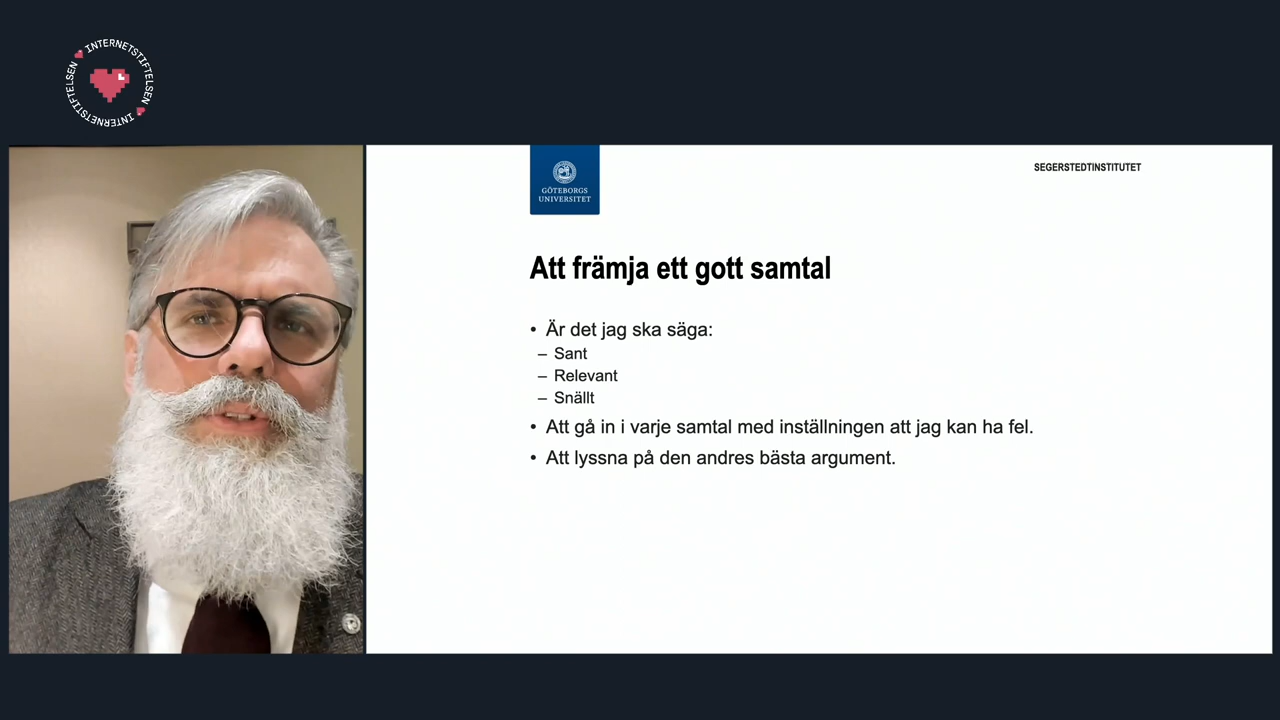 INTERNETSTIFTELSEN
INTERNETSTIFTELSEN
GÖTEBORGS
UNIVERSITET
SEGERSTEDTINSTITUTET
Att främja ett gott samtal
• Är det jag ska säga:
– Sant
– Relevant
– Snällt
• Att gå in i varje samtal med inställningen att jag kan ha fel.
• Att lyssna på den andres bästa argument.